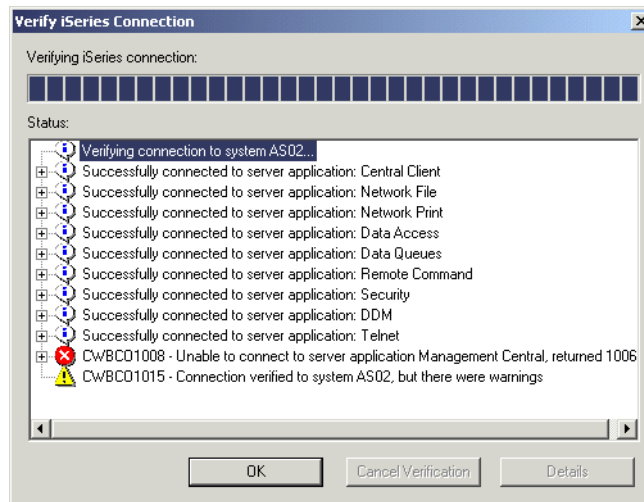 Verify iSeries Connection
Verifying iSeries connection:
Status:
Verifying connection to system AS02...
Successfully connected to server application: Central Client
Successfully connected to server application: Network File
Successfully connected to server application: Network Print
Successfully connected to server application: Data Access
Successfully connected to server application: Data Queues
Successfully connected to server application: Remote Command
Successfully connected to server application: Security
Successfully connected to server application: DDM
Successfully connected to server application: Telnet
CWBCO1008 - Unable to connect to server application Management Central, returned 1006
CWBCO1015 - Connection verified to system AS02, but there were warnings
OK
Cancel Verification
Details